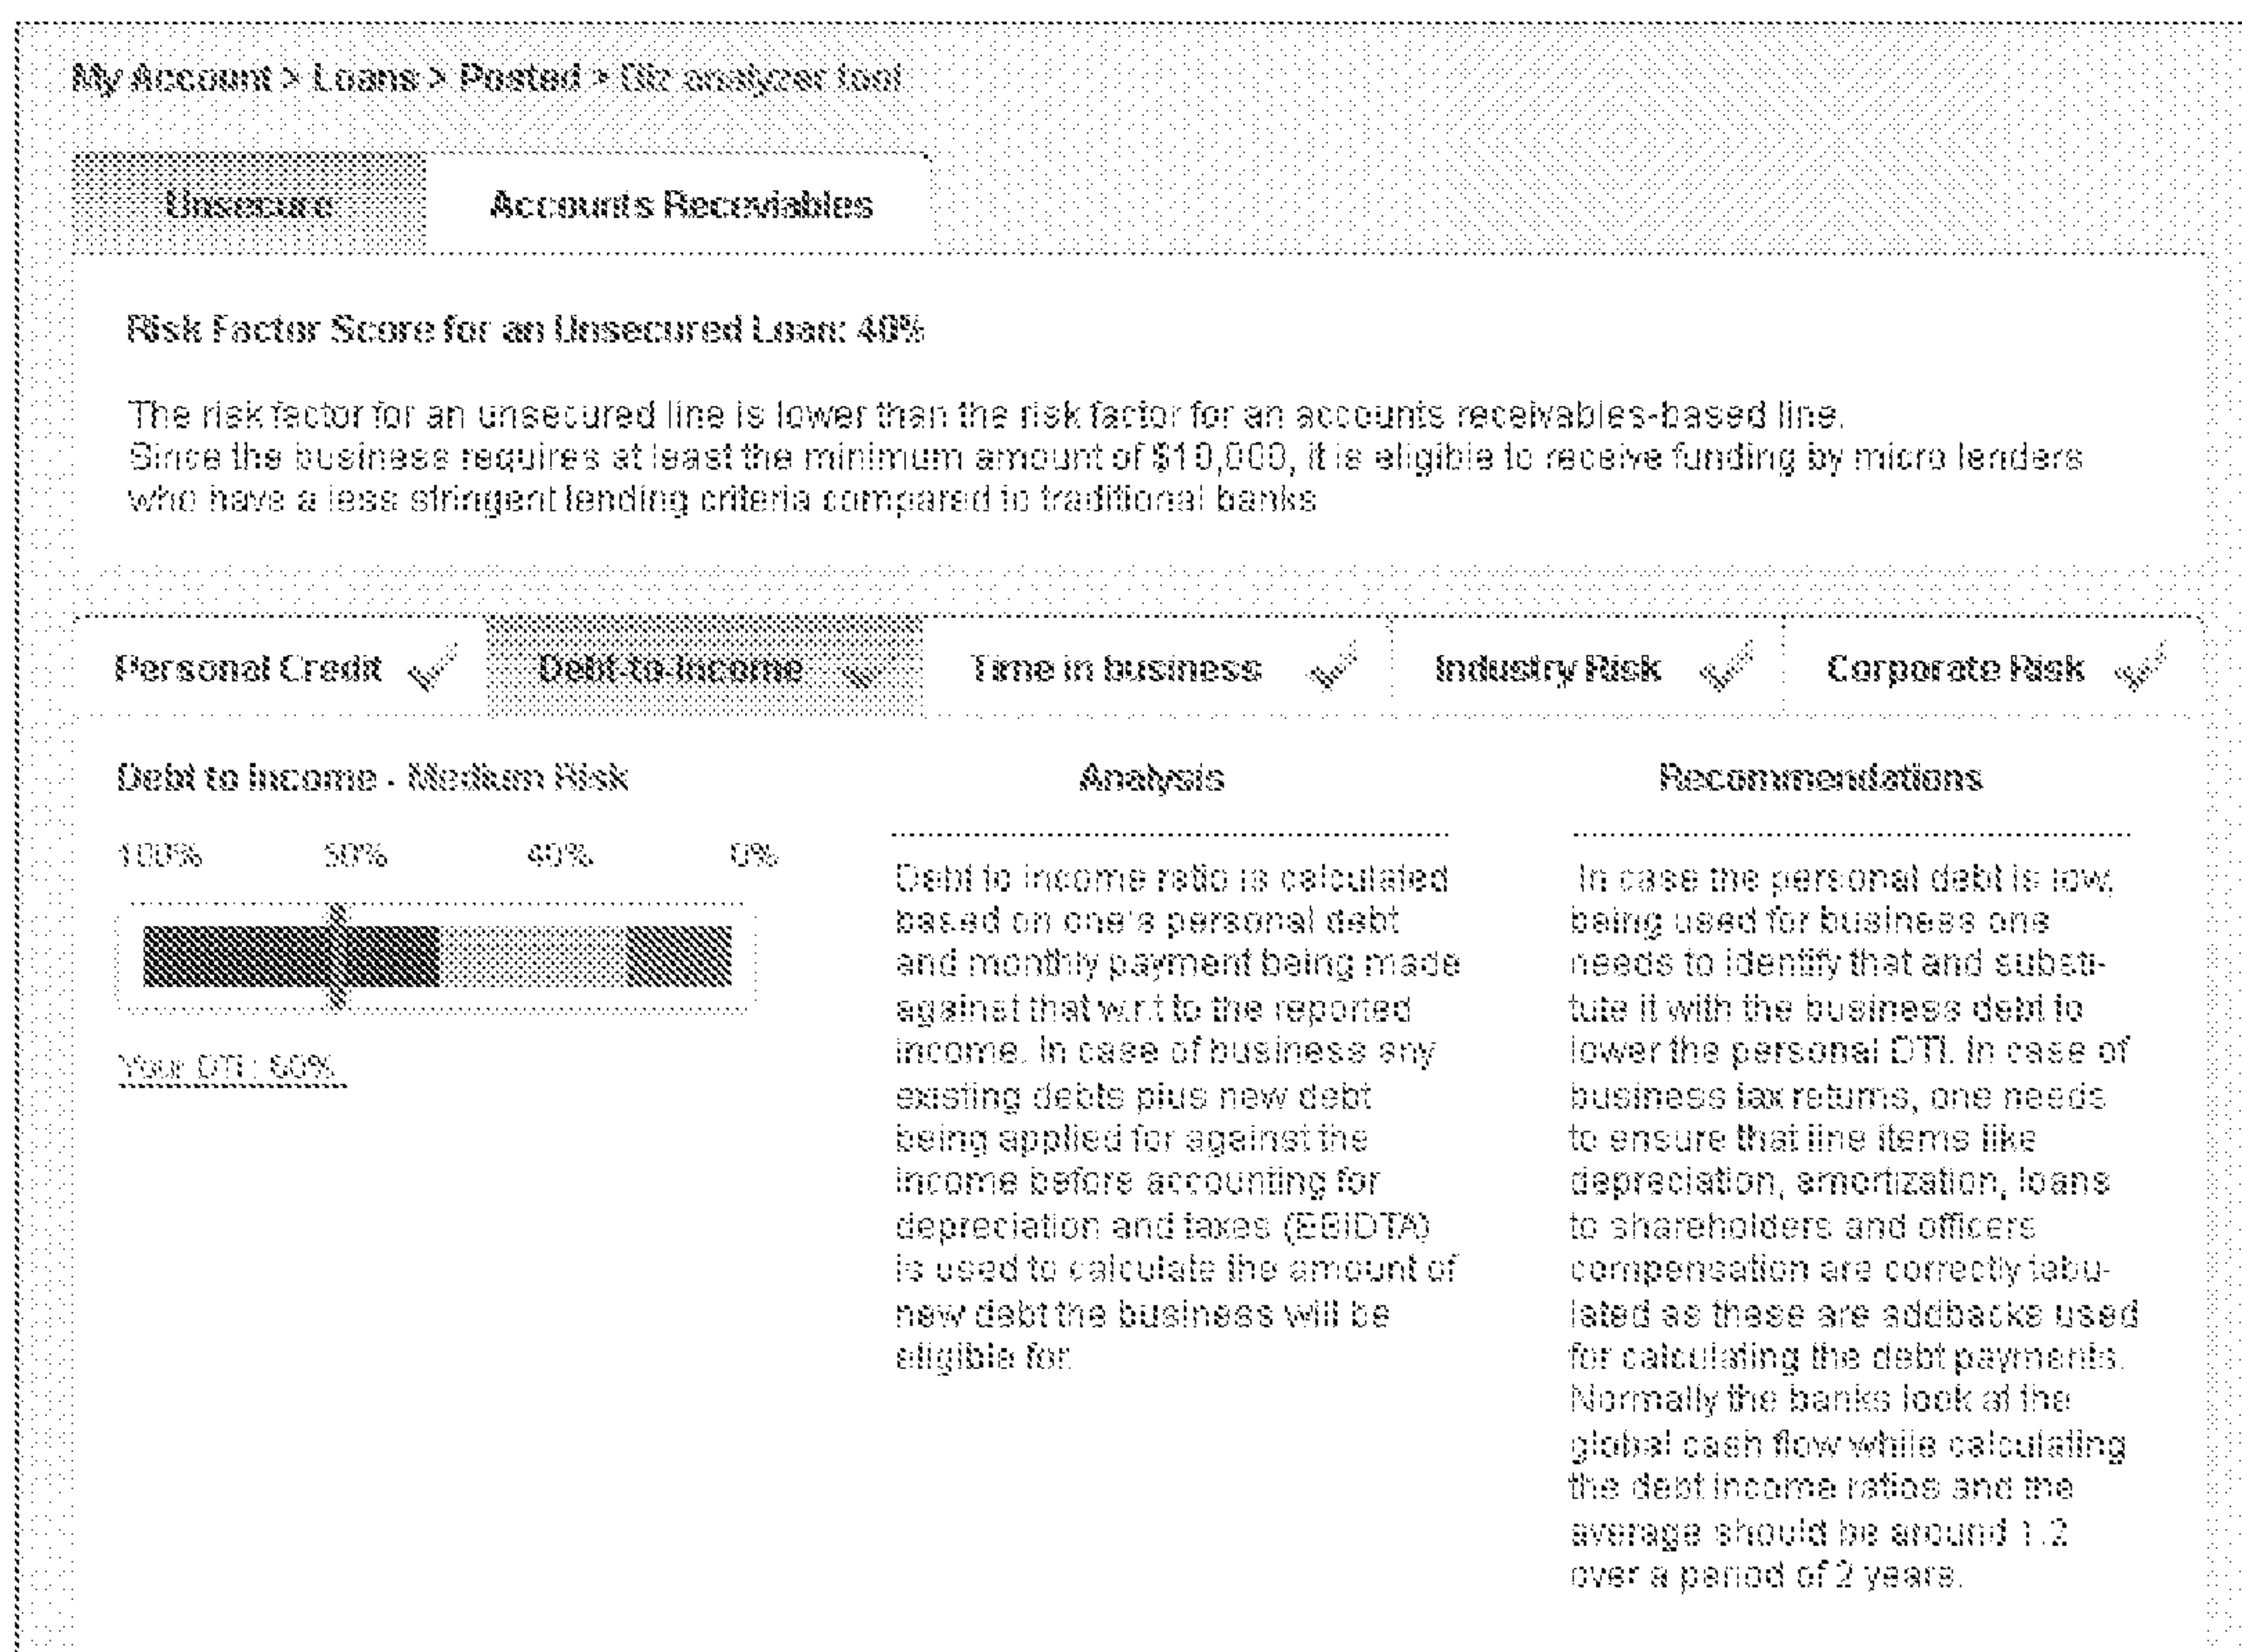 My Account > Loans > Posted > Biz analyzer tool
Unsecure
Accounts Receviables
Risk Factor Score for an Unsecured Loan: 40%
The risk factor for an unsecured line is lower than the risk factor for an accounts receivables-based line.
Since the business requires at least the minimum amount of $10,000, it is eligible to receive funding by micro lenders
who have a less stringent lending criteria compared to traditional banks
Personal Credit
Debt-to-Income
Time in business
Industry Risk
Corporate Risk
Debt to Income - Medium Risk
100% 50% 40% 0%
Your DTI:
Analysis
Debt to income ratio is calculated
based on one's personal debt
and monthly payment being made
against that w.r.t to the reported
income. In case of business any
existing debts plus new debt
being applied for against the
income before accounting for
depreciation and taxes (EBIDTA)
is used to calculate the amount of
new debt the business will be
eligible for.
Recommendations
In case the personal debt is low,
being used for business one
needs to identify that and substi-
tute it with the business debt to
lower the personal DTI. In case of
business tax returns, one needs
to ensure that line items like
depreciation, amortization, loans
to shareholders and officers
compensation are correctly tabu-
lated as these are addbacks used
for calculating the debt payments.
Normally the banks look at the
global cash flow while calculating
the debt income ratios and the
average should be around 1.2
over a period of 2 years.